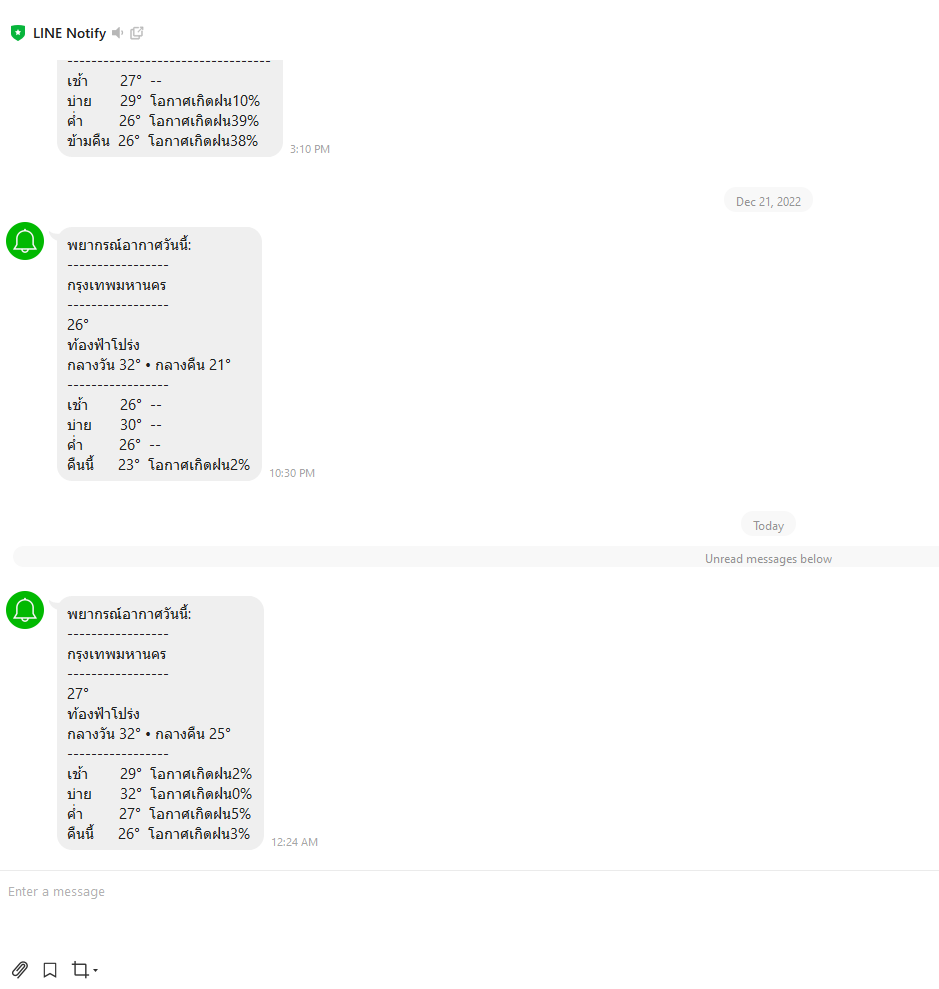 LINE Notify
----------------------------------
เช้า 27° --
บ่าย 29° โอกาศเกิดฝน10%
ค่ำ 26° โอกาศเกิดฝน39%
ข้ามคืน 26° โอกาศเกิดฝน38%
3:10 PM
Dec 21, 2022
พยากรณ์อากาศวันนี้:
-----------------
กรุงเทพมหานคร
-----------------
26°
ท้องฟ้าโปร่ง
กลางวัน 32° • กลางคืน 21°
-----------------
เช้า 26° --
บ่าย 30° --
ค่ำ 26° --
คืนนี้ 23° โอกาศเกิดฝน2%
10:30 PM
Today
Unread messages below
พยากรณ์อากาศวันนี้:
-----------------
กรุงเทพมหานคร
-----------------
27°
ท้องฟ้าโปร่ง
กลางวัน 32° • กลางคืน 25°
-----------------
เช้า 29° โอกาศเกิดฝน2%
บ่าย 32° โอกาศเกิดฝน0%
ค่ำ 27° โอกาศเกิดฝน5%
คืนนี้ 26° โอกาศเกิดฝน3%
12:24 AM
Enter a message